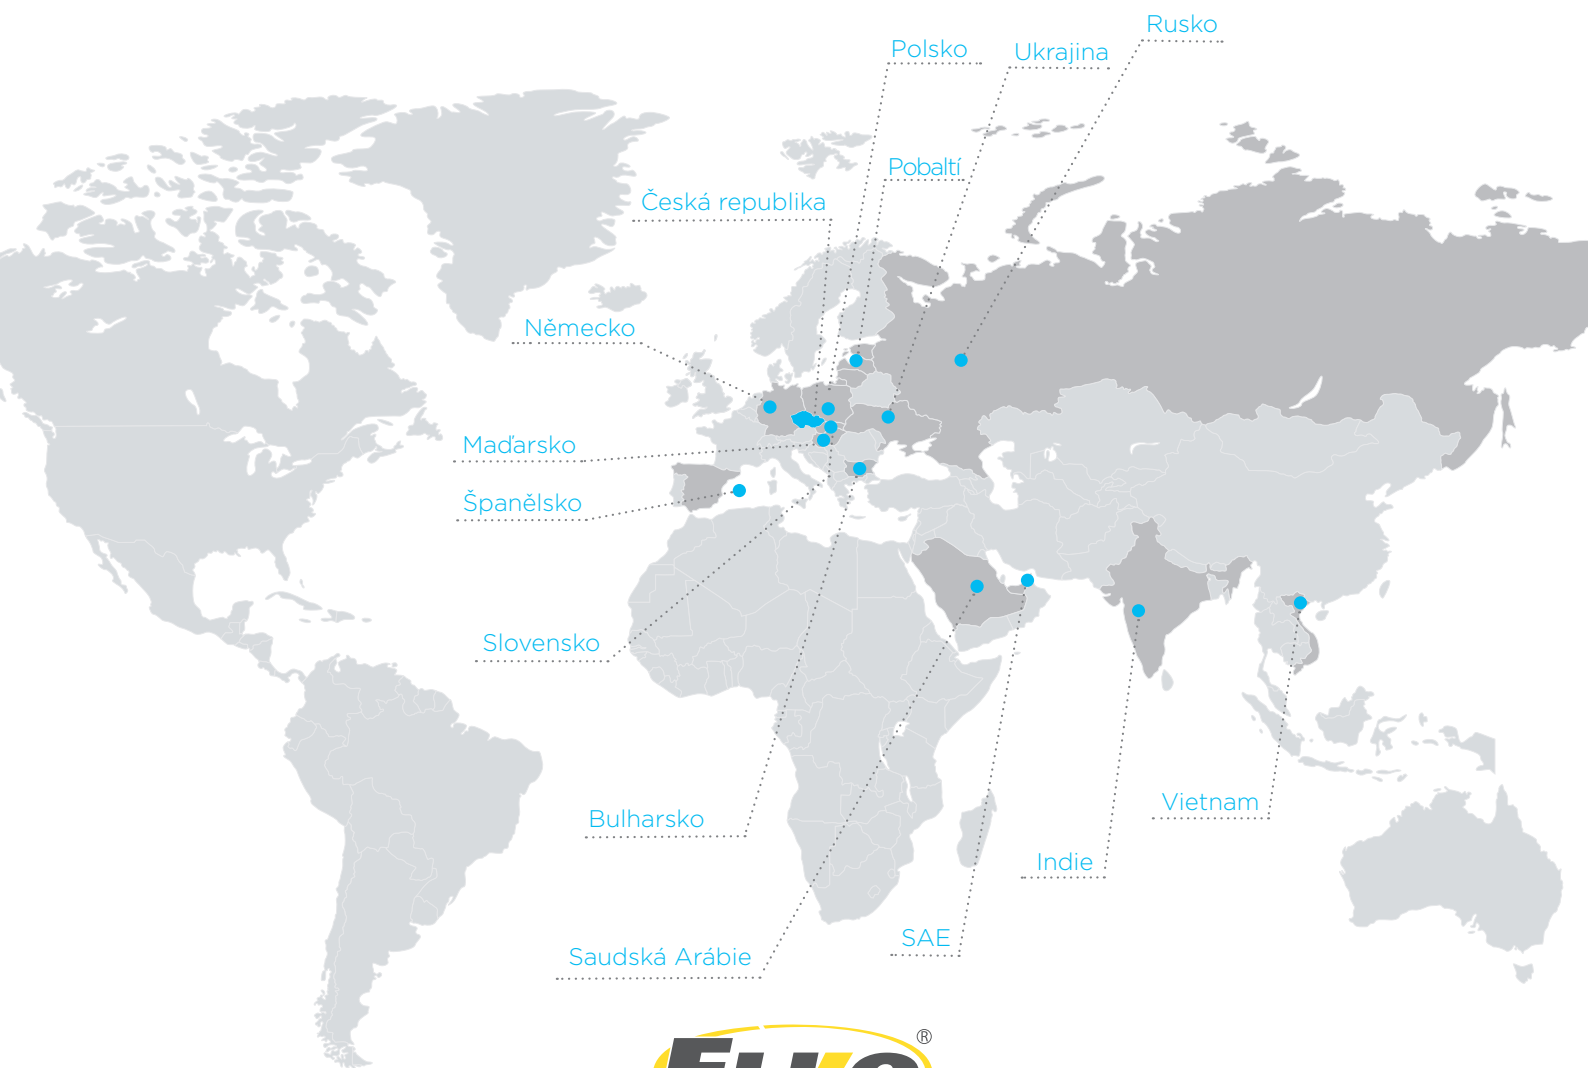 Rusko
Polsko
Ukrajina
Pobaltí
Česká republika
Německo
Maďarsko
Španělsko
Slovensko
Vietnam
Bulharsko
Indie
SAE
Saudská Arábie
®